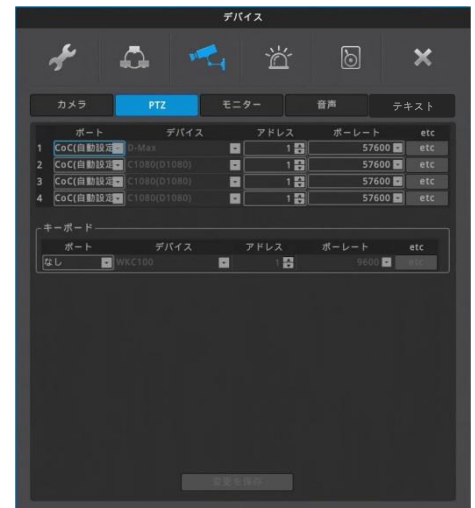 デバイス
カメラ PTZ モニター 音声 テキスト
ポート デバイス アドレス ボーレート etc
1 CoC(自動設定 D-Max 1 57600 etc
2 CoC(自動設定 C1080(D1080) 1 57600 etc
3 CoC(自動設定 C1080(D1080) 1 57600 etc
4 CoC(自動設定 C1080(D1080) 1 57600 etc
キーボード
ポート デバイス アドレス ボーレート etc
なし WKC100 1 9600 etc
変更を保存